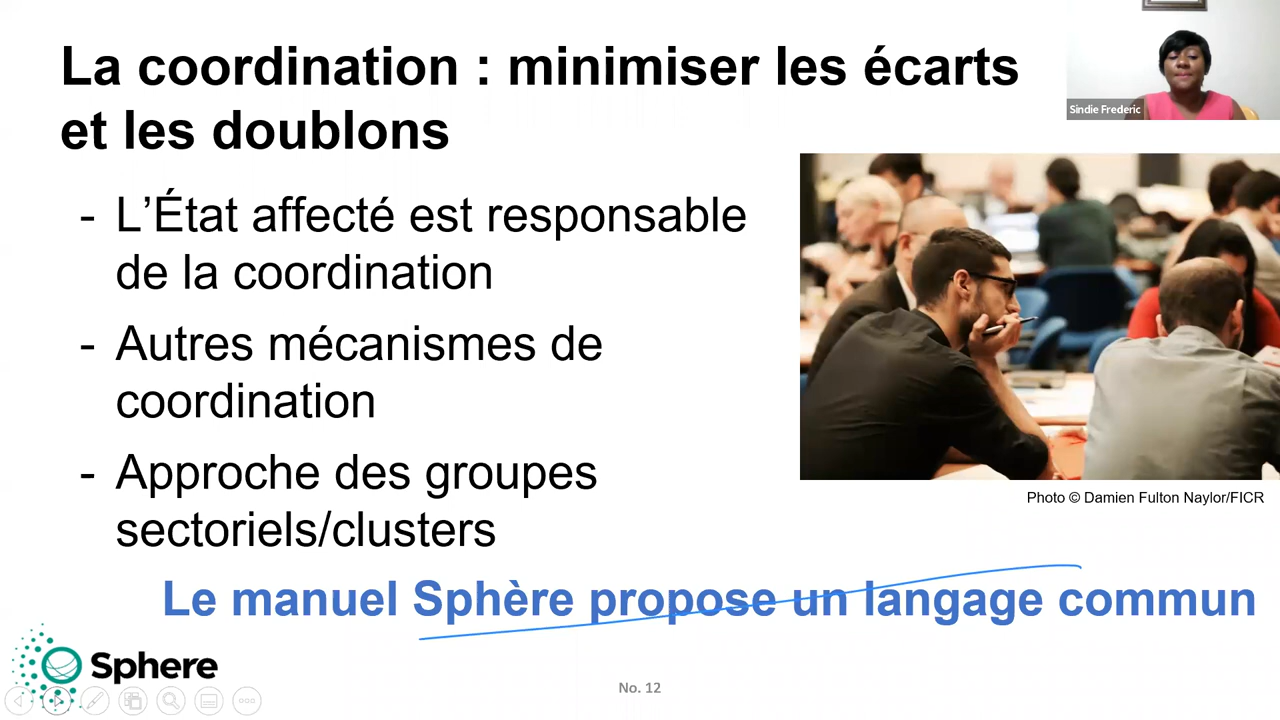 La coordination : minimiser les écarts
et les doublons
Sindie Frederic
- L’État affecté est responsable
de la coordination
- Autres mécanismes de
coordination
- Approche des groupes
sectoriels/clusters
Photo © Damien Fulton Naylor/FICR
Le manuel Sphère propose un langage commun
Sphere
No. 12